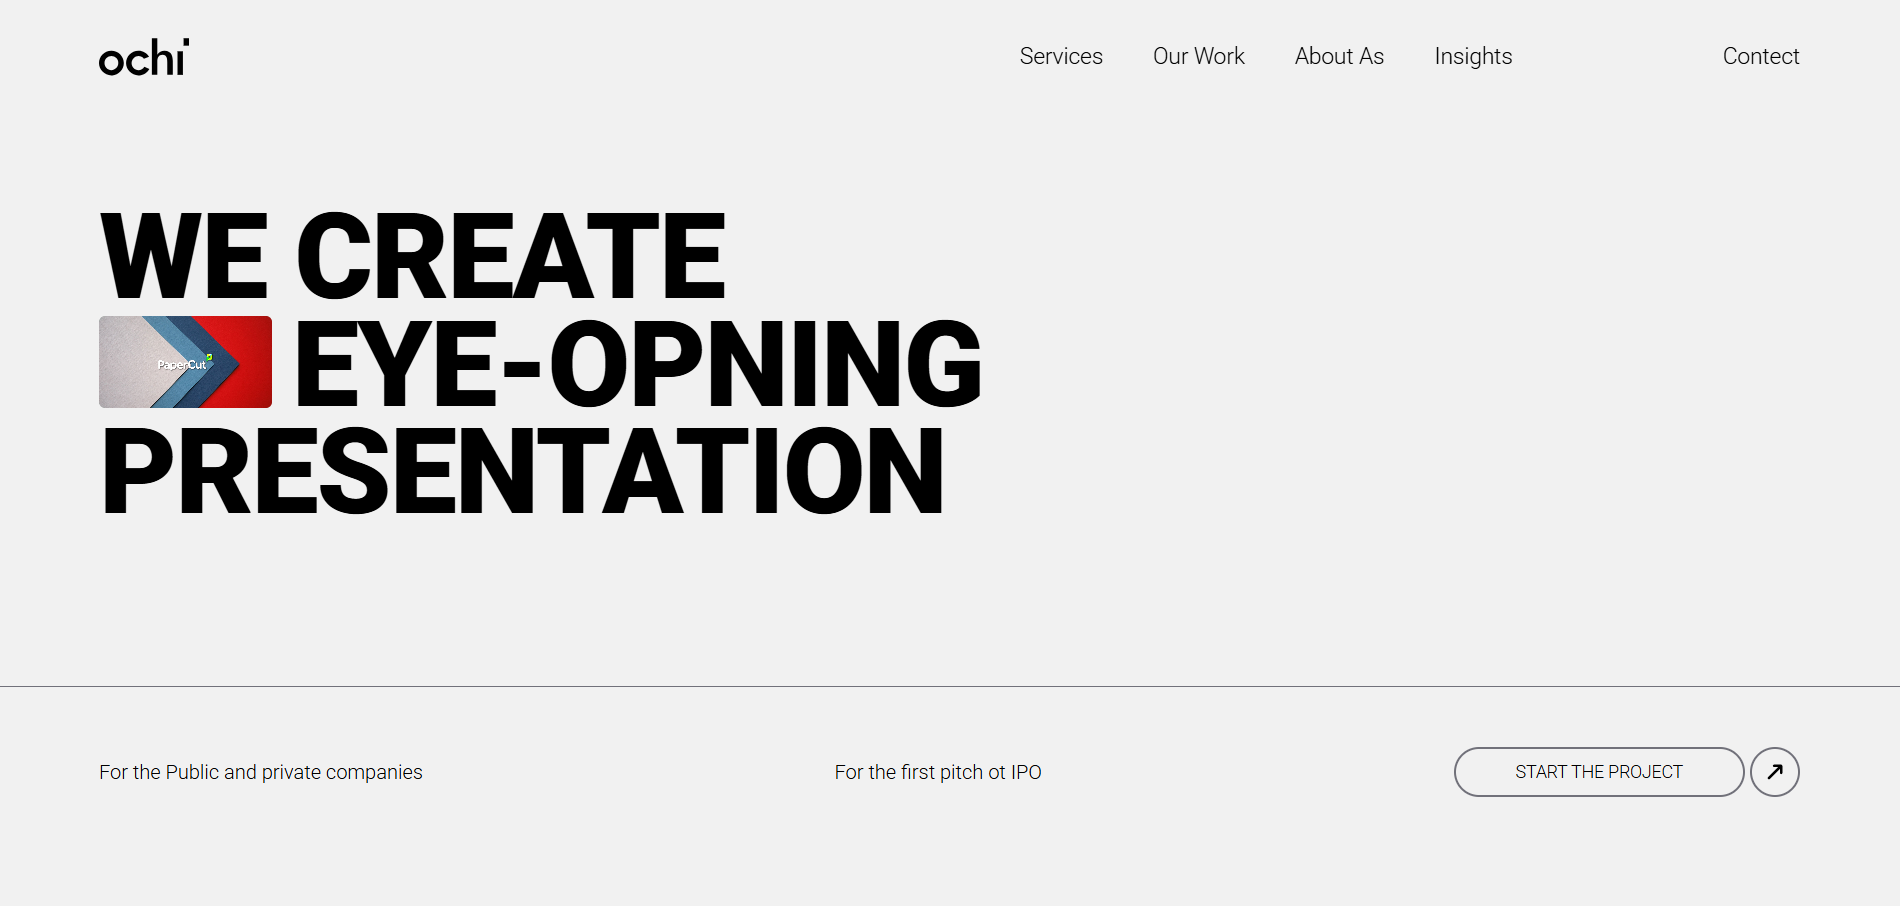 ochi
Services Our Work About As Insights Contect
WE CREATE
PaperCut
EYE-OPNING
PRESENTATION
For the Public and private companies
For the first pitch ot IPO
START THE PROJECT